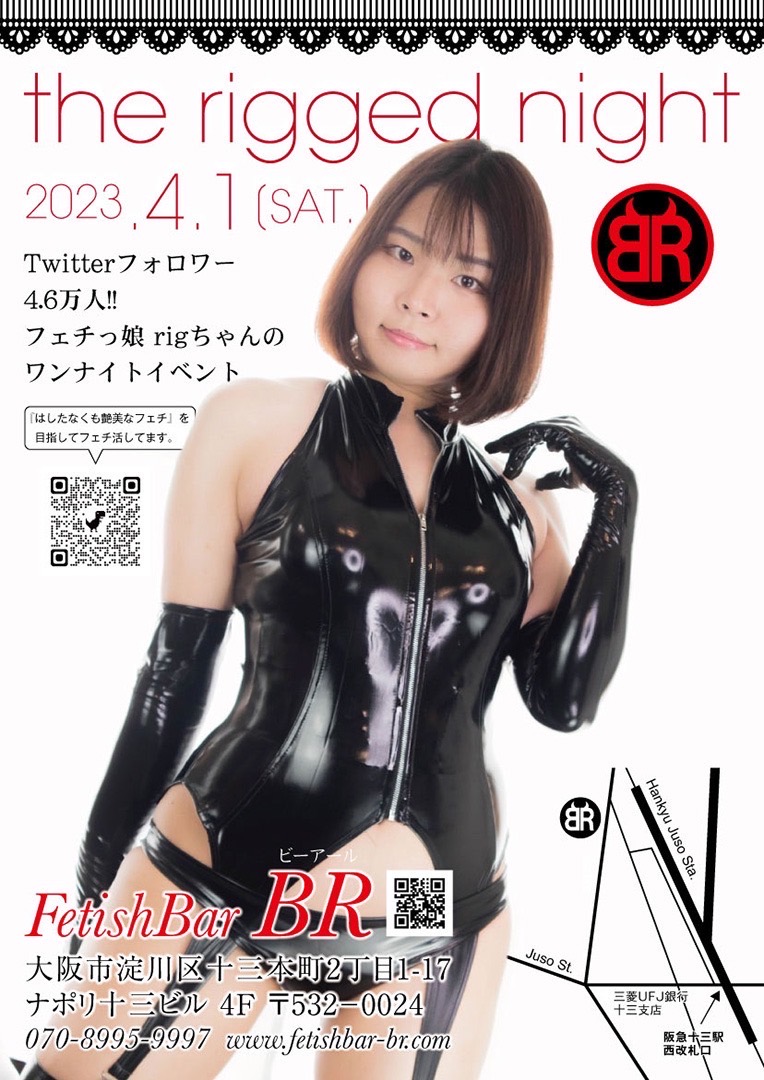 the rigged night
2023.4.1(SAT.)
BR
Twitterフォロワー
4.6万人!!
フェチっ娘 rigちゃんの
ワンナイトイベント
『はしたなくも艶美なフェチ』を
目指してフェチ活してます。
ビーアール
FetishBar BR
大阪市淀川区十三本町2丁目1-17
ナポリ十三ビル 4F 〒532-0024
070-8995-9997 www.fetishbar-br.com
BR
Hankyu Juso Sta.
Juso St.
三菱UFJ銀行
十三支店
阪急十三駅
西改札口